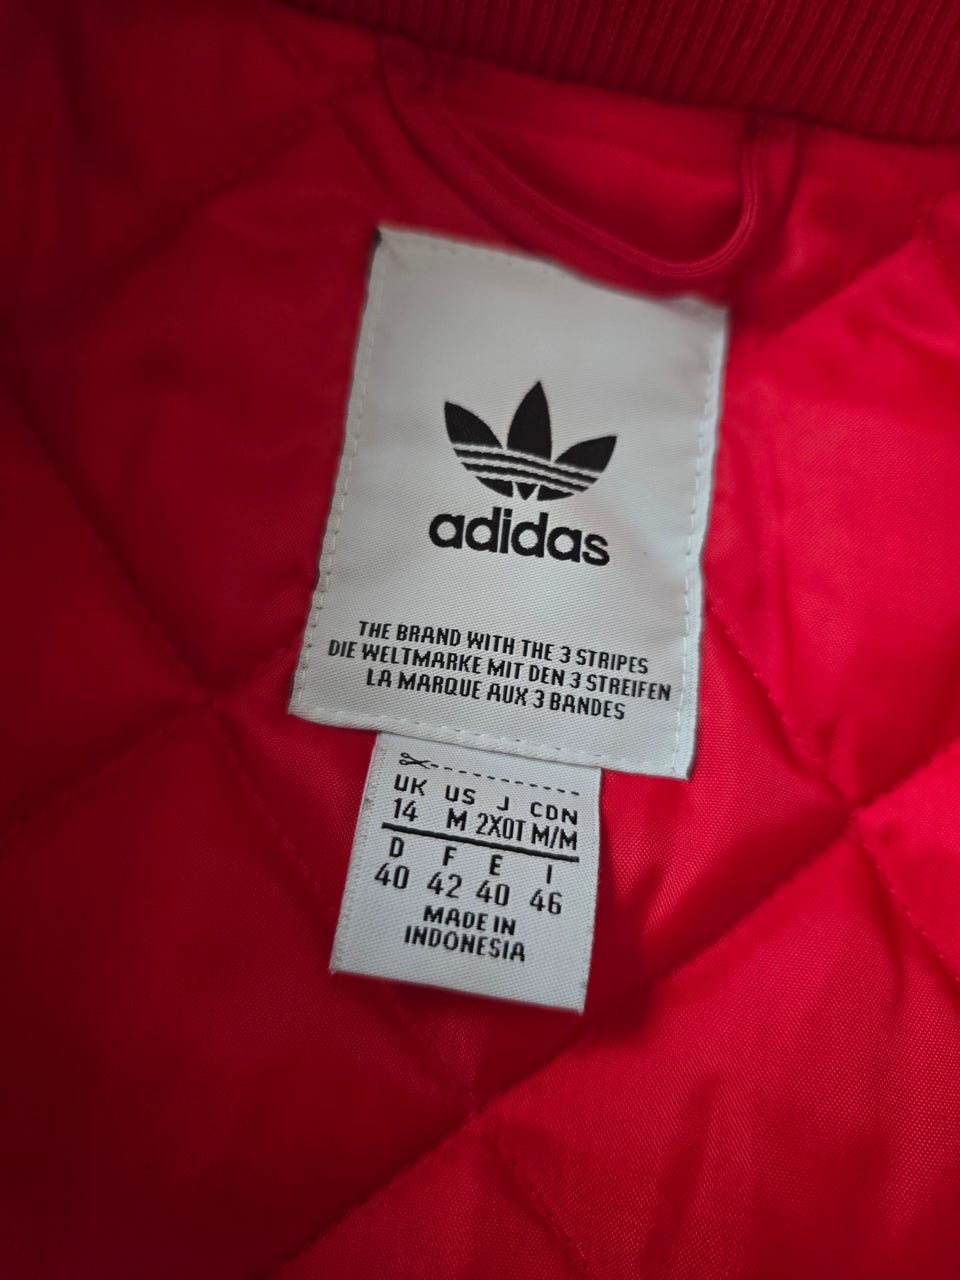 adidas
THE BRAND WITH THE 3 STRIPES
DIE WELTMARKE MIT DEN 3 STREIFEN
LA MARQUE AUX 3 BANDES
UK US J CDN
14 M 2XOT M/M
D F E I
40 42 40 46
MADE IN
INDONESIA